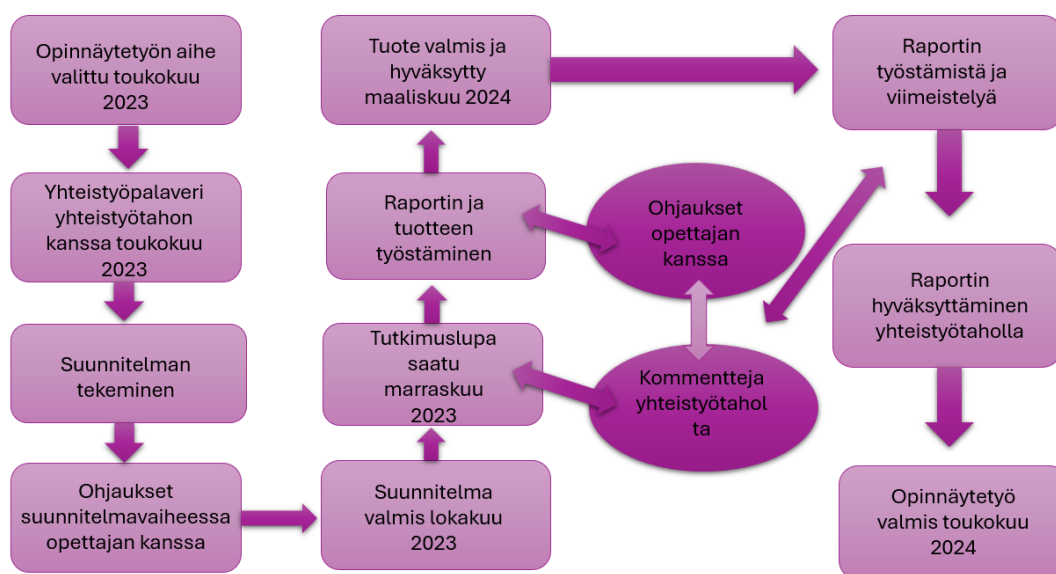 Opinnäytetyön aihe
valittu toukokuu
2023
Yhteistyöpalaveri
yhteistyötahon
kanssa toukokuu
2023
Suunnitelman
tekeminen
Ohjaukset
suunnitelmavaiheessa
opettajan kanssa
Suunnitelma
valmis lokakuu
2023
Tutkimuslupa
saatu
marraskuu
2023
Raportin ja
tuotteen
työstäminen
Tuote valmis ja
hyväksytty
maaliskuu 2024
Ohjaukset
opettajan
kanssa
Kommentteja
yhteistyötahol
ta
Raportin
työstämistä ja
viimeistelyä
Raportin
hyväksyttäminen
yhteistyötaholla
Opinnäytetyö
valmis toukokuu
2024